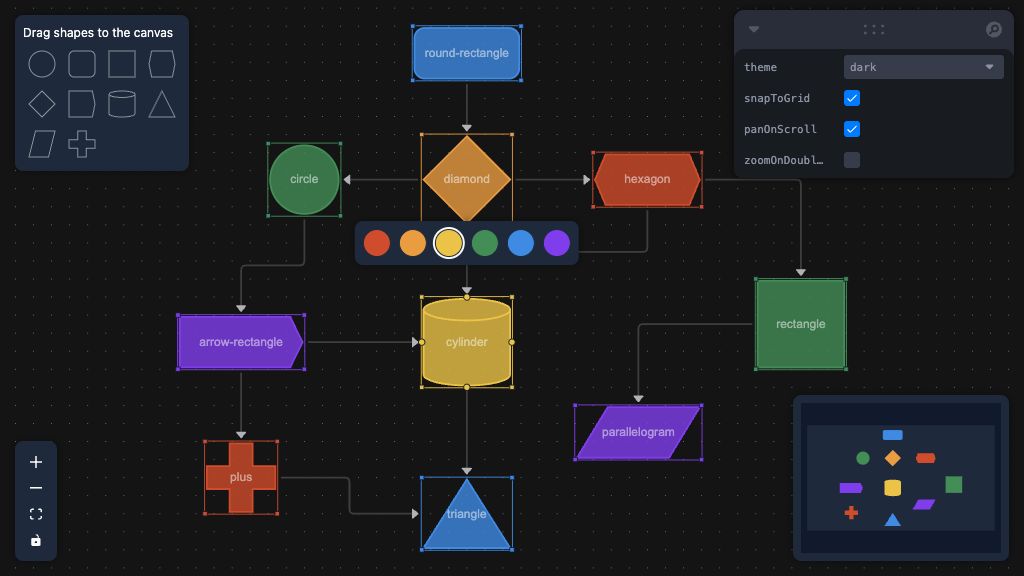 Drag shapes to the canvas
round-rectangle
theme
dark
snapToGrid
panOnScroll
zoomOnDoubl…
circle
diamond
hexagon
arrow-rectangle
cylinder
rectangle
parallelogram
plus
triangle